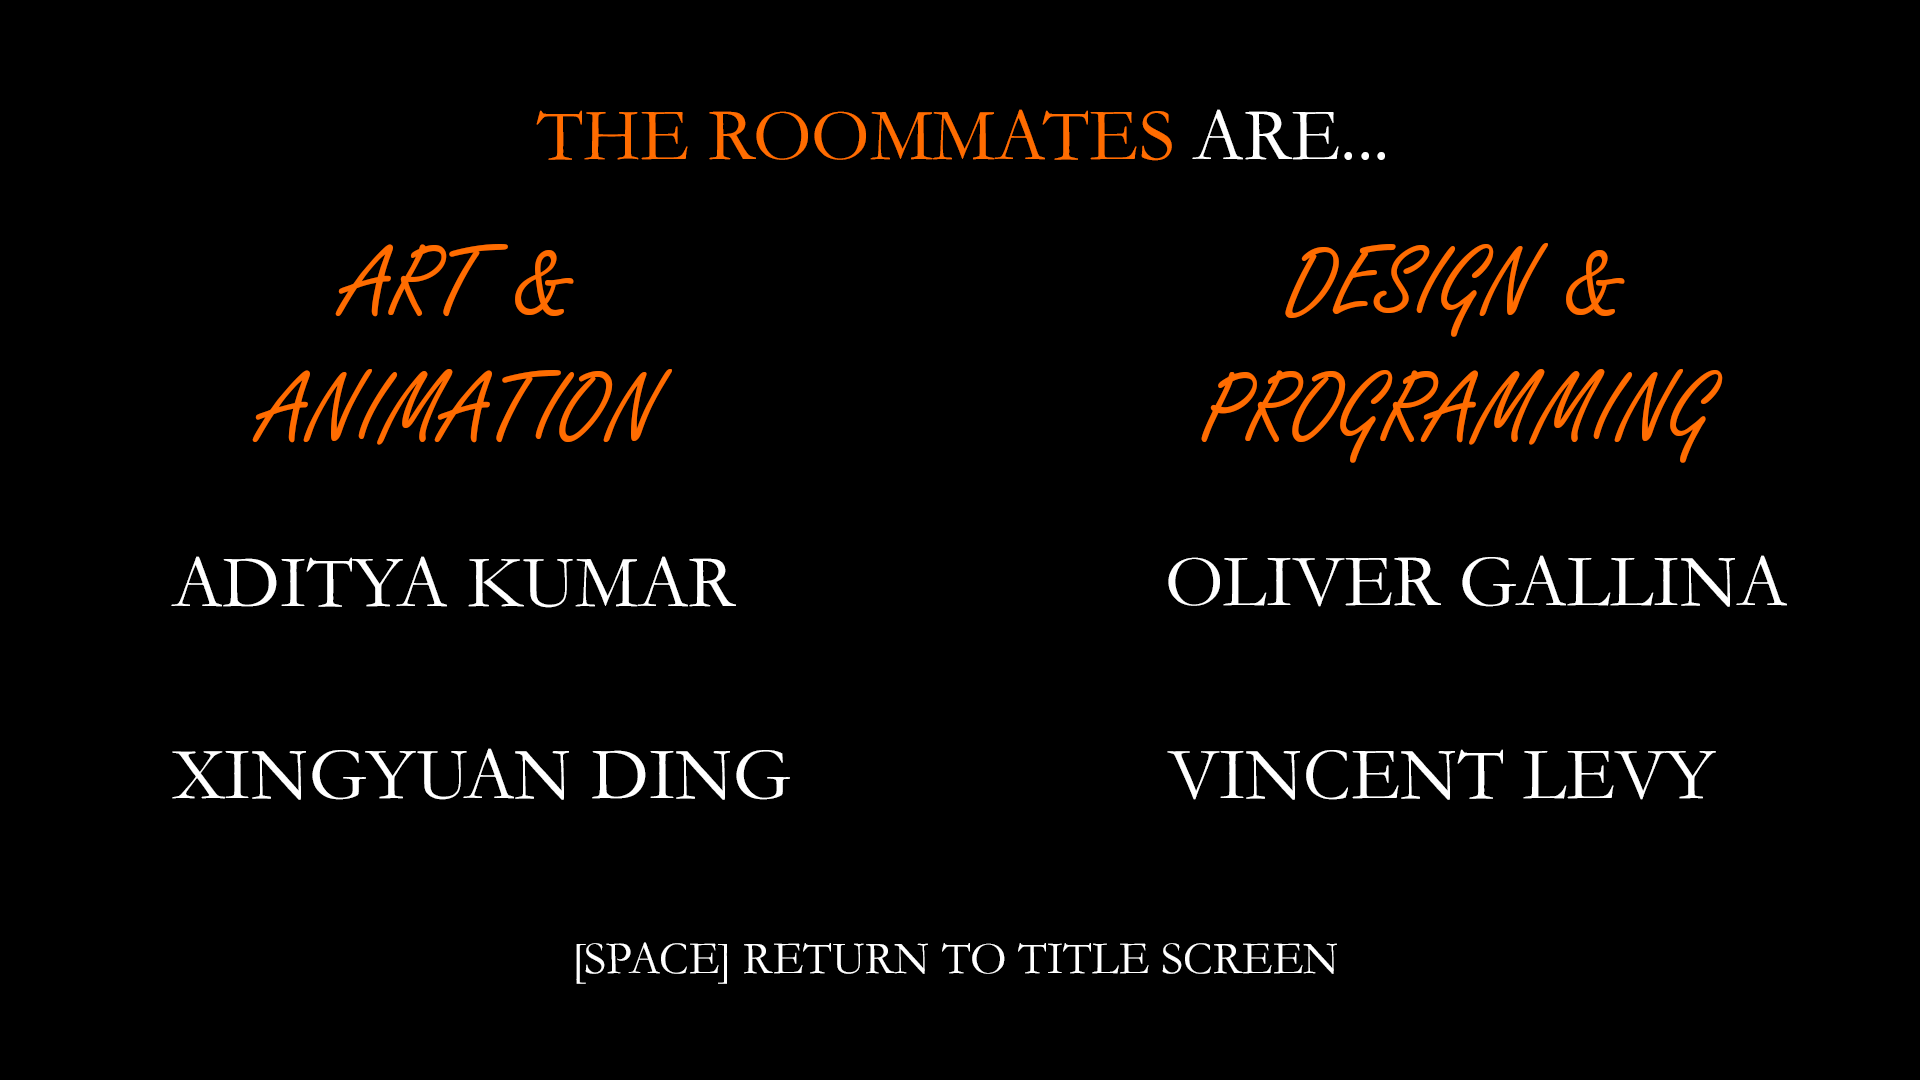 THE ROOMMATES ARE...
ART &
ANIMATION
ADITYA KUMAR
XINGYUAN DING
DESIGN &
PROGRAMMING
OLIVER GALLINA
VINCENT LEVY
[SPACE] RETURN TO TITLE SCREEN